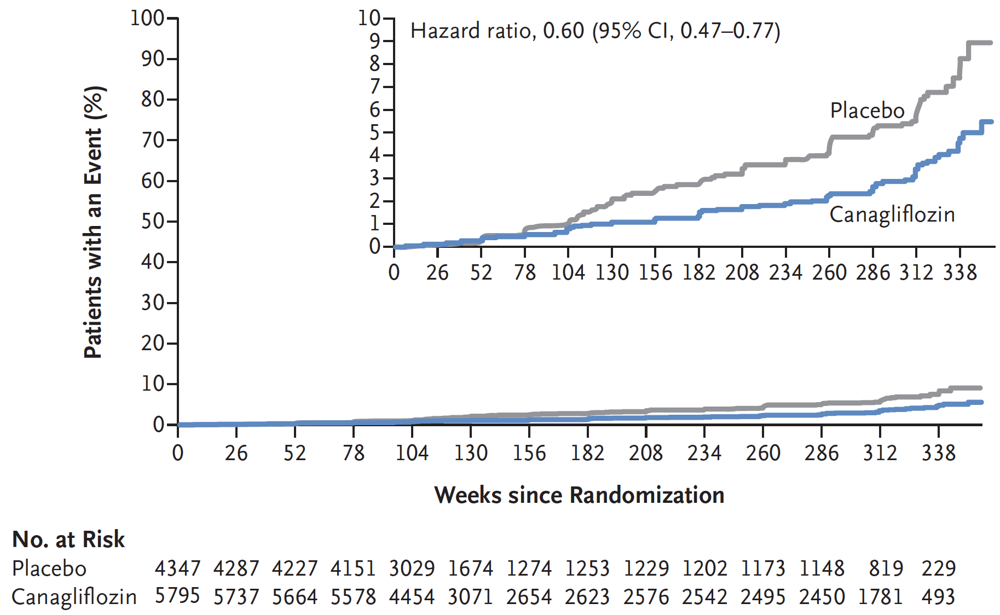 Patients with an Event (%)
100
90
80
70
60
50
40
30
20
10
0
0 26 52 78 104 130 156 182 208 234 260 286 312 338
10
9
8
7
6
5
4
3
2
1
0
0 26 52 78 104 130 156 182 208 234 260 286 312 338
Hazard ratio, 0.60 (95% CI, 0.47–0.77)
Placebo
Canagliflozin
Weeks since Randomization
No. at Risk
Placebo 4347 4287 4227 4151 3029 1674 1274 1253 1229 1202 1173 1148 819 229
Canagliflozin 5795 5737 5664 5578 4454 3071 2654 2623 2576 2542 2495 2450 1781 493